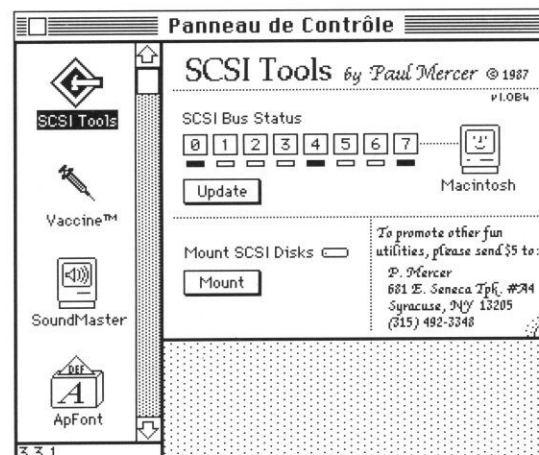 Panneau de Contrôle
SCSI Tools
Vaccine™
SoundMaster
DEF
A
ApFont
3.3.1
SCSI Tools by Paul Mercer © 1987
v1.0B4
SCSI Bus Status
0 1 2 3 4 5 6 7
Macintosh
Update
Mount SCSI Disks
Mount
To promote other fun
utilities, please send $5 to:
P. Mercer
681 E. Seneca Tpk. #A4
Syracuse, NY 13205
(315) 492-3348